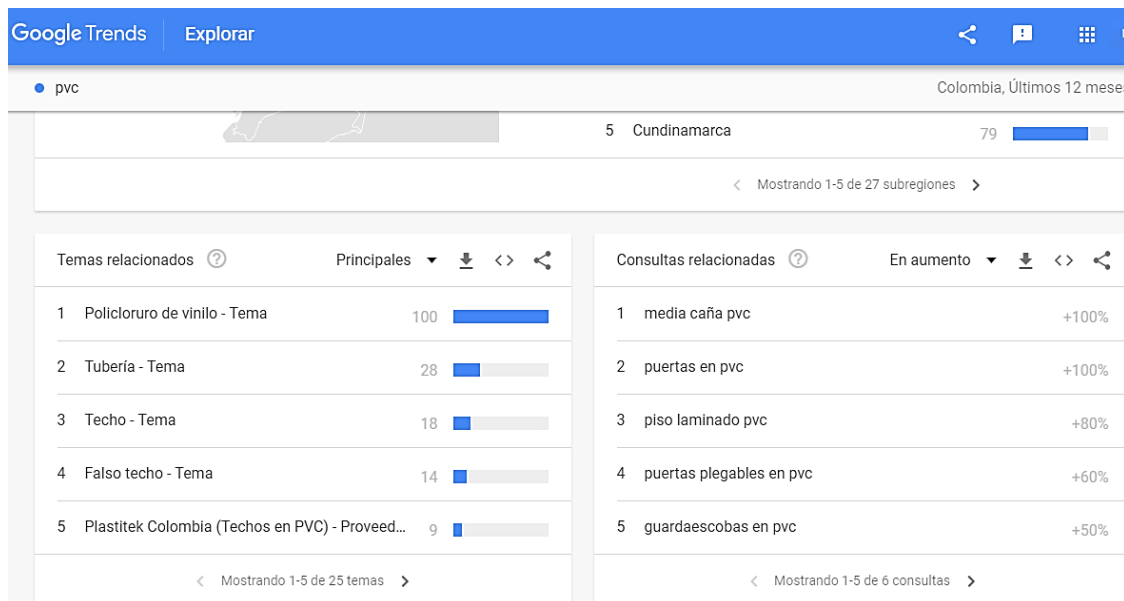 Google Trends Explorar
pvc Colombia, Últimos 12 meses
5 Cundinamarca 79
Mostrando 1-5 de 27 subregiones
Temas relacionados Principales
1 Policloruro de vinilo - Tema 100
2 Tubería - Tema 28
3 Techo - Tema 18
4 Falso techo - Tema 14
5 Plastitek Colombia (Techos en PVC) - Proveed... 9
Mostrando 1-5 de 25 temas
Consultas relacionadas En aumento
1 media caña pvc +100%
2 puertas en pvc +100%
3 piso laminado pvc +80%
4 puertas plegables en pvc +60%
5 guardaescobas en pvc +50%
Mostrando 1-5 de 6 consultas